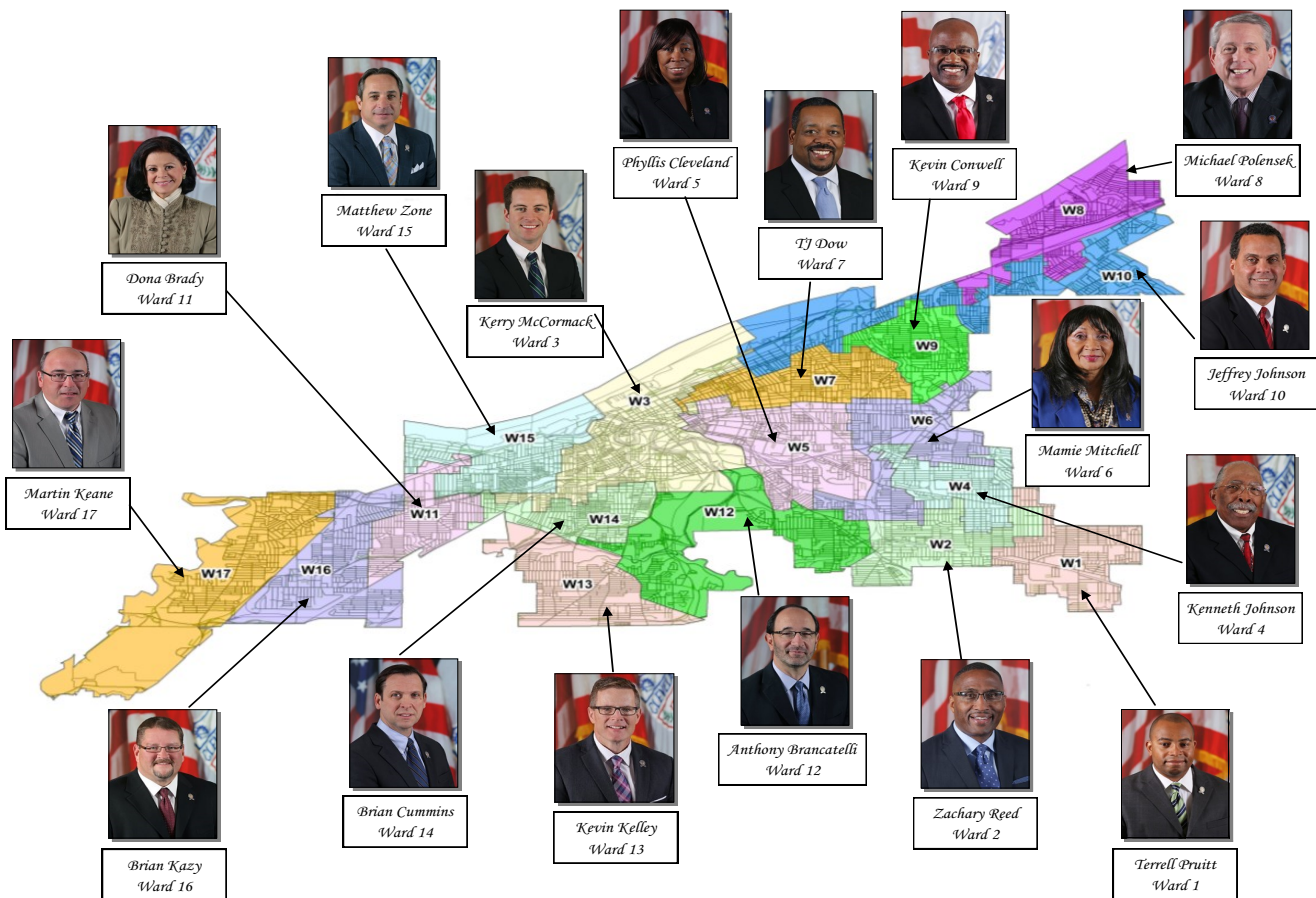 Phyllis Cleveland
Ward 5
Kevin Conwell
Ward 9
Michael Polensek
Ward 8
Matthew Zone
Ward 15
TJ Dow
Ward 7
Dona Brady
Ward 11
Kerry McCormack
Ward 3
Jeffrey Johnson
Ward 10
Mamie Mitchell
Ward 6
Martin Keane
Ward 17
Kenneth Johnson
Ward 4
W8
W10
W9
W7
W3
W6
W15
W5
W4
W11
W14
W12
W2
W1
W17
W16
W13
Anthony Brancatelli
Ward 12
Brian Cummins
Ward 14
Kevin Kelley
Ward 13
Zachary Reed
Ward 2
Brian Kazy
Ward 16
Terrell Pruitt
Ward 1